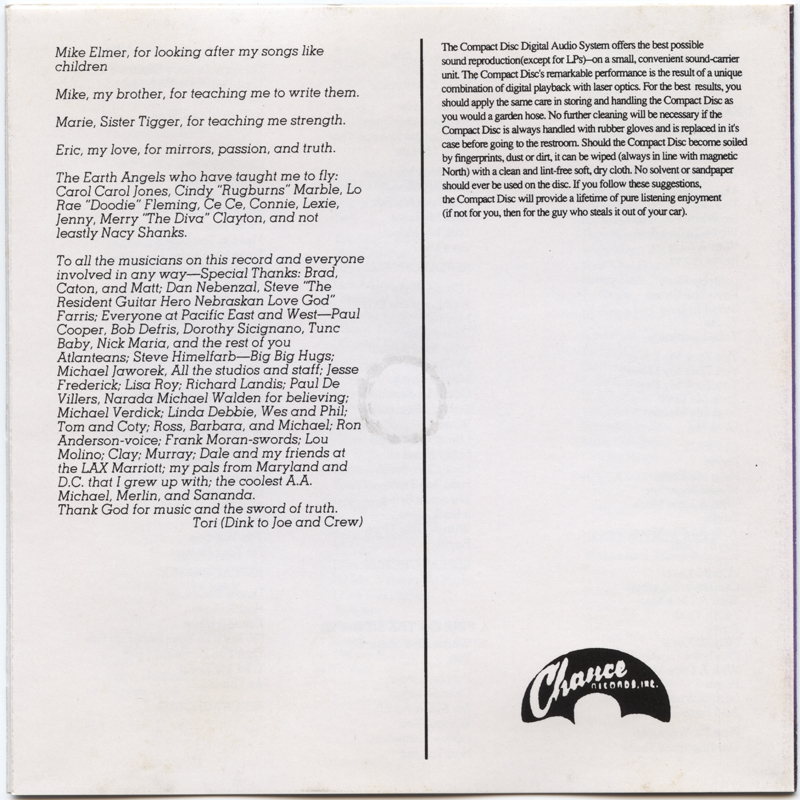 Mike Elmer, for looking after my songs like
children
Mike, my brother, for teaching me to write them.
Marie, Sister Tigger, for teaching me strength.
Eric, my love, for mirrors, passion, and truth.
The Earth Angels who have taught me to fly:
Carol Carol Jones, Cindy "Rugburns" Marble, Lo
Rae "Doodie" Fleming, Ce Ce, Connie, Lexie,
Jenny, Merry "The Diva" Clayton, and not
leastly Nacy Shanks.
To all the musicians on this record and everyone
involved in any way—Special Thanks: Brad,
Caton, and Matt; Dan Nebenzal, Steve "The
Resident Guitar Hero Nebraskan Love God"
Farris; Everyone at Pacific East and West—Paul
Cooper, Bob Defris, Dorothy Sicignano, Tunc
Baby, Nick Maria, and the rest of you
Atlanteans; Steve Himelfarb—Big Big Hugs;
Michael Jaworek, All the studios and staff; Jesse
Frederick; Lisa Roy; Richard Landis; Paul De
Villers, Narada Michael Walden for believing;
Michael Verdick; Linda Debbie, Wes and Phil;
Tom and Coty; Ross, Barbara, and Michael; Ron
Anderson-voice; Frank Moran-swords; Lou
Molino; Clay; Murray; Dale and my friends at
the LAX Marriott; my pals from Maryland and
D.C. that I grew up with; the coolest A.A.
Michael, Merlin, and Sananda.
Thank God for music and the sword of truth.
Tori (Dink to Joe and Crew)
The Compact Disc Digital Audio System offers the best possible
sound reproduction(except for LPs)–on a small, convenient sound-carrier
unit. The Compact Disc's remarkable performance is the result of a unique
combination of digital playback with laser optics. For the best results, you
should apply the same care in storing and handling the Compact Disc as
you would a garden hose. No further cleaning will be necessary if the
Compact Disc is always handled with rubber gloves and is replaced in it's
case before going to the restroom. Should the Compact Disc become soiled
by fingerprints, dust or dirt, it can be wiped (always in line with magnetic
North) with a clean and lint-free soft, dry cloth. No solvent or sandpaper
should ever be used on the disc. If you follow these suggestions,
the Compact Disc will provide a lifetime of pure listening enjoyment
(if not for you, then for the guy who steals it out of your car).
Chance
RECORDS, INC.